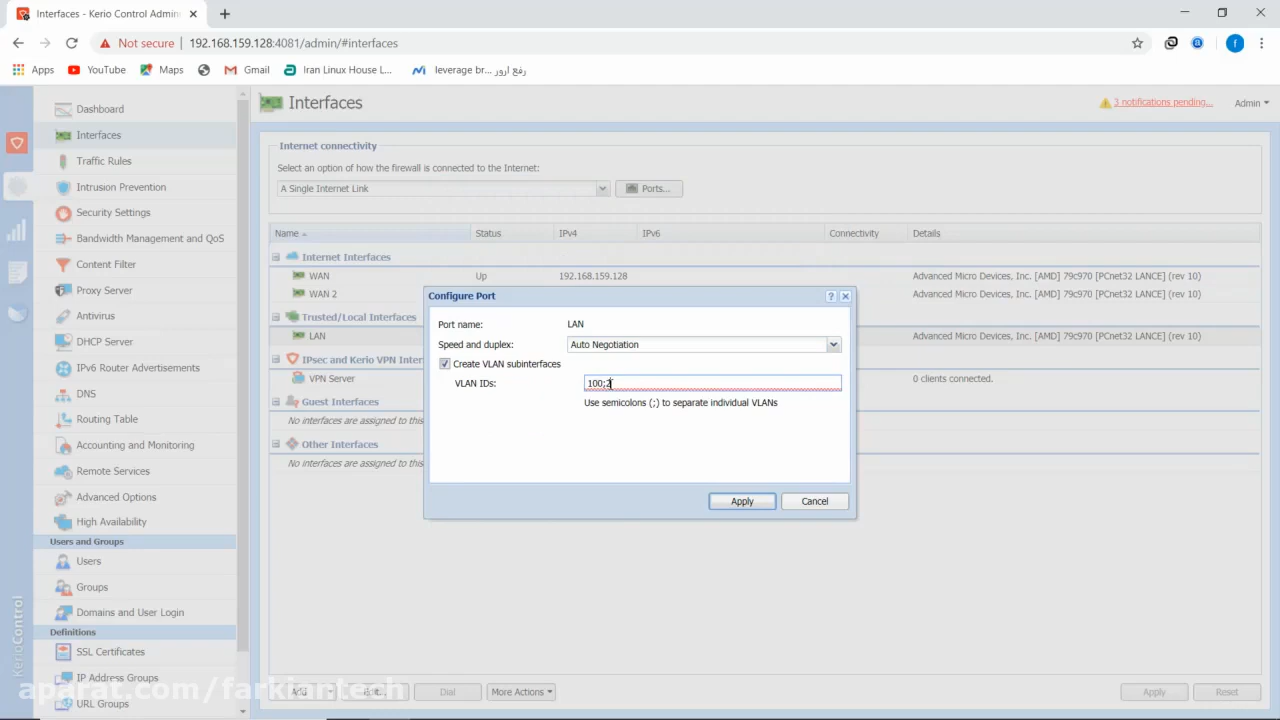 Interfaces - Kerio Control Admin
Not secure 192.168.159.128:4081/admin/#interfaces
Apps YouTube Maps Gmail Iran Linux House L... leverage br... رفع ارور
Dashboard
Interfaces
Traffic Rules
Intrusion Prevention
Security Settings
Bandwidth Management and QoS
Content Filter
Proxy Server
Antivirus
DHCP Server
IPv6 Router Advertisements
DNS
Routing Table
Accounting and Monitoring
Remote Services
Advanced Options
High Availability
Users and Groups
Users
Groups
Domains and User Login
Definitions
SSL Certificates
IP Address Groups
URL Groups
KerioControl
Interfaces
3 notifications pending... Admin
Internet connectivity
Select an option of how the firewall is connected to the Internet:
A Single Internet Link Ports...
Name Status IPv4 IPv6 Connectivity Details
Internet Interfaces
WAN Up 192.168.159.128 Advanced Micro Devices, Inc. [AMD] 79c970 [PCnet32 LANCE] (rev 10)
WAN 2 Advanced Micro Devices, Inc. [AMD] 79c970 [PCnet32 LANCE] (rev 10)
Trusted/Local Interfaces
LAN Advanced Micro Devices, Inc. [AMD] 79c970 [PCnet32 LANCE] (rev 10)
IPsec and Kerio VPN Inter
VPN Server 0 clients connected.
Guest Interfaces
No interfaces are assigned to this
Other Interfaces
No interfaces are assigned to this
Configure Port
Port name: LAN
Speed and duplex: Auto Negotiation
Create VLAN subinterfaces
VLAN IDs: 100;2
Use semicolons (;) to separate individual VLANs
Apply Cancel
Add Edit... Dial More Actions Apply Reset
aparat.com/farkiantech